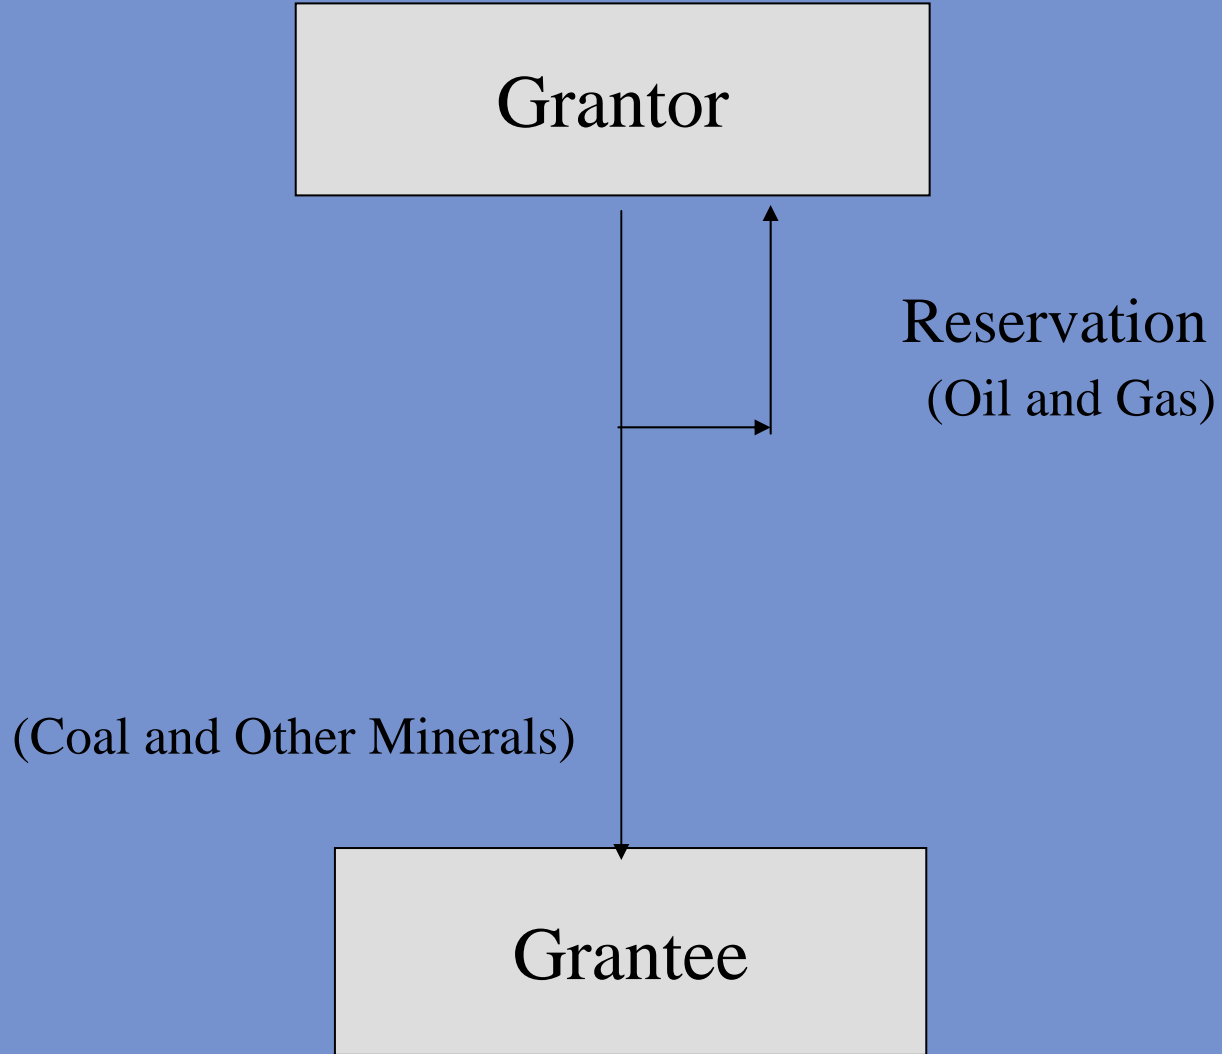 Grantor
Reservation
(Oil and Gas)
(Coal and Other Minerals)
Grantee